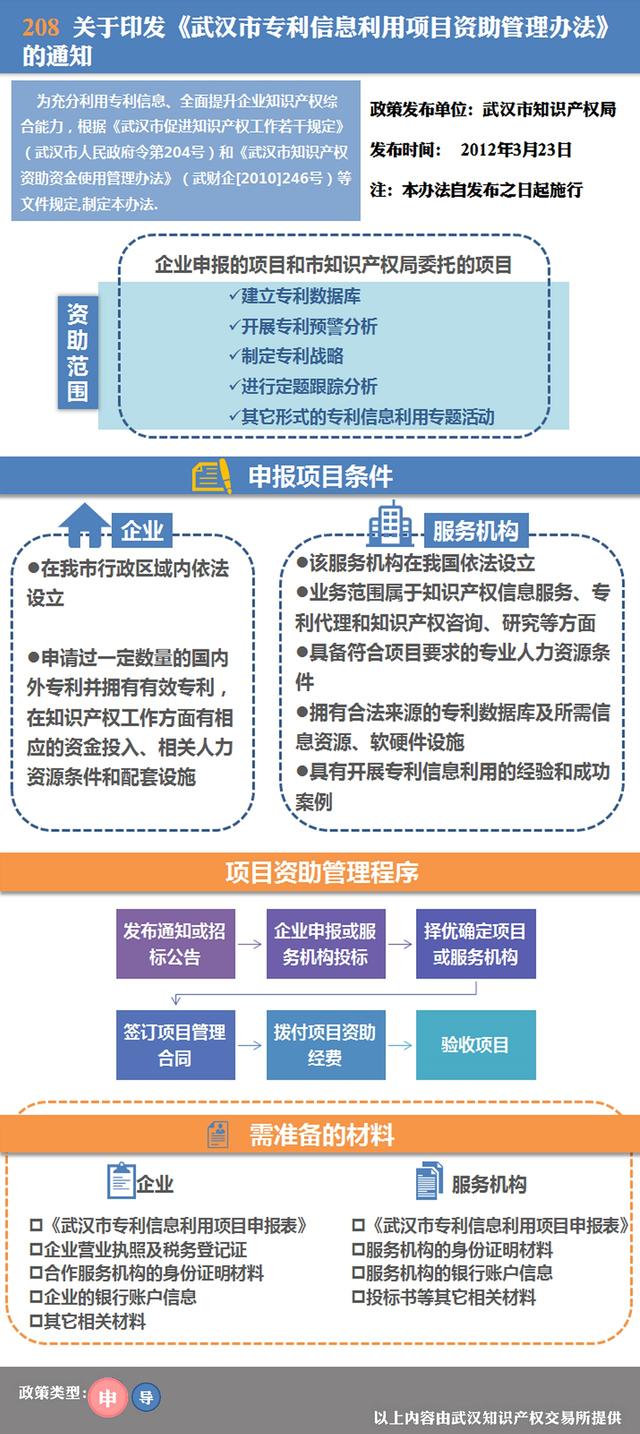 208 关于印发《武汉市专利信息利用项目资助管理办法》
的通知
为充分利用专利信息、全面提升企业知识产权综
合能力，根据《武汉市促进知识产权工作若干规定》
（武汉市人民政府令第204号）和《武汉市知识产权
资助资金使用管理办法》（武财企[2010]246号）等
文件规定,制定本办法.
政策发布单位：武汉市知识产权局
发布时间： 2012年3月23日
注：本办法自发布之日起施行
资助范围
企业申报的项目和市知识产权局委托的项目
✓建立专利数据库
✓开展专利预警分析
✓制定专利战略
✓进行定题跟踪分析
✓其它形式的专利信息利用专题活动
申报项目条件
企业
●在我市行政区域内依法
设立
●申请过一定数量的国内
外专利并拥有有效专利，
在知识产权工作方面有相
应的资金投入、相关人力
资源条件和配套设施
服务机构
●该服务机构在我国依法设立
●业务范围属于知识产权信息服务、专
利代理和知识产权咨询、研究等方面
●具备符合项目要求的专业人力资源条
件
●拥有合法来源的专利数据库及所需信
息资源、软硬件设施
●具有开展专利信息利用的经验和成功
案例
项目资助管理程序
发布通知或招
标公告
企业申报或服
务机构投标
择优确定项目
或服务机构
签订项目管理
合同
拨付项目资助
经费
验收项目
需准备的材料
企业
□《武汉市专利信息利用项目申报表》
□企业营业执照及税务登记证
□合作服务机构的身份证明材料
□企业的银行账户信息
□其它相关材料
服务机构
□《武汉市专利信息利用项目申报表》
□服务机构的身份证明材料
□服务机构的银行账户信息
□投标书等其它相关材料
政策类型： 申 导
以上内容由武汉知识产权交易所提供